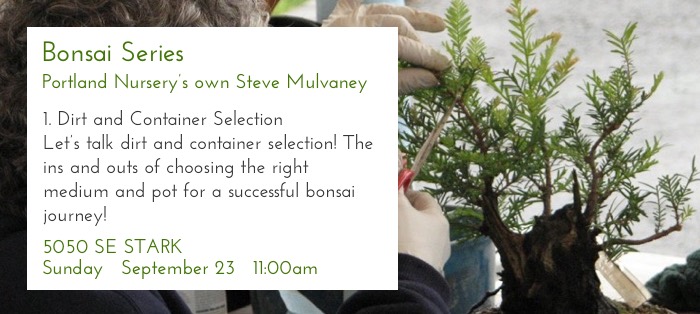 Bonsai Series
Portland Nursery's own Steve Mulvaney
1. Dirt and Container Selection
Let's talk dirt and container selection! The
ins and outs of choosing the right
medium and pot for a successful bonsai
journey!
5050 SE STARK
Sunday September 23 11:00am